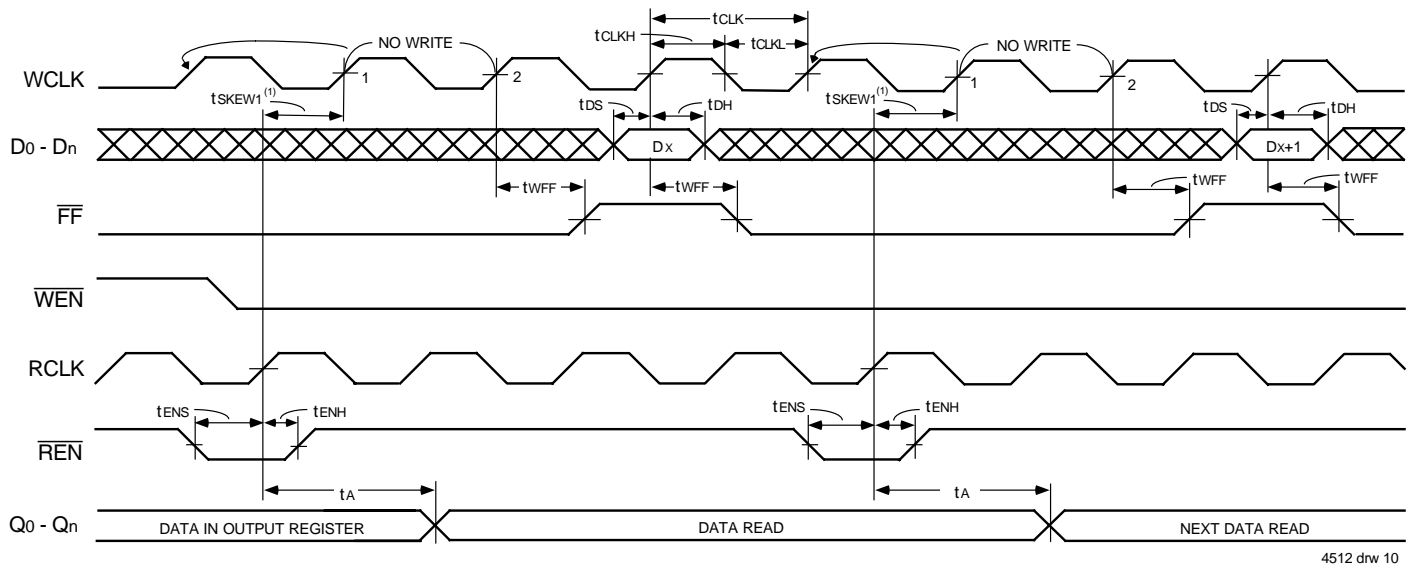 tCLK
NO WRITE
tCLKH
tCLKL
NO WRITE
WCLK
1
2
1
2
tSKEW1(1)
tDS
tDH
tSKEW1(1)
tDS
tDH
D0 - Dn
DX
DX+1
tWFF
tWFF
tWFF
tWFF
FF
WEN
RCLK
tENS
tENH
tENS
tENH
REN
tA
tA
Q0 - Qn
DATA IN OUTPUT REGISTER
DATA READ
NEXT DATA READ
4512 drw 10